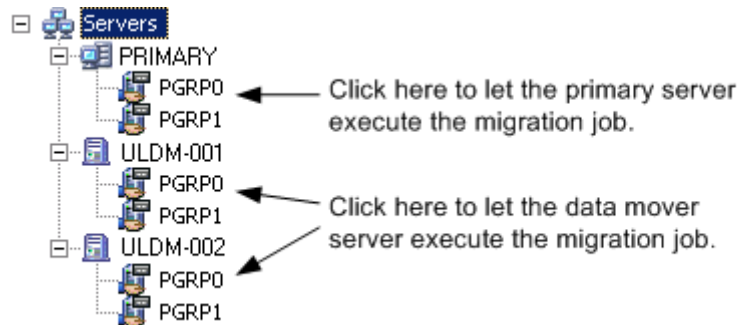 Servers
PRIMARY
PGRP0
PGRP1
Click here to let the primary server
execute the migration job.
ULDM-001
PGRP0
PGRP1
Click here to let the data mover
server execute the migration job.
ULDM-002
PGRP0
PGRP1